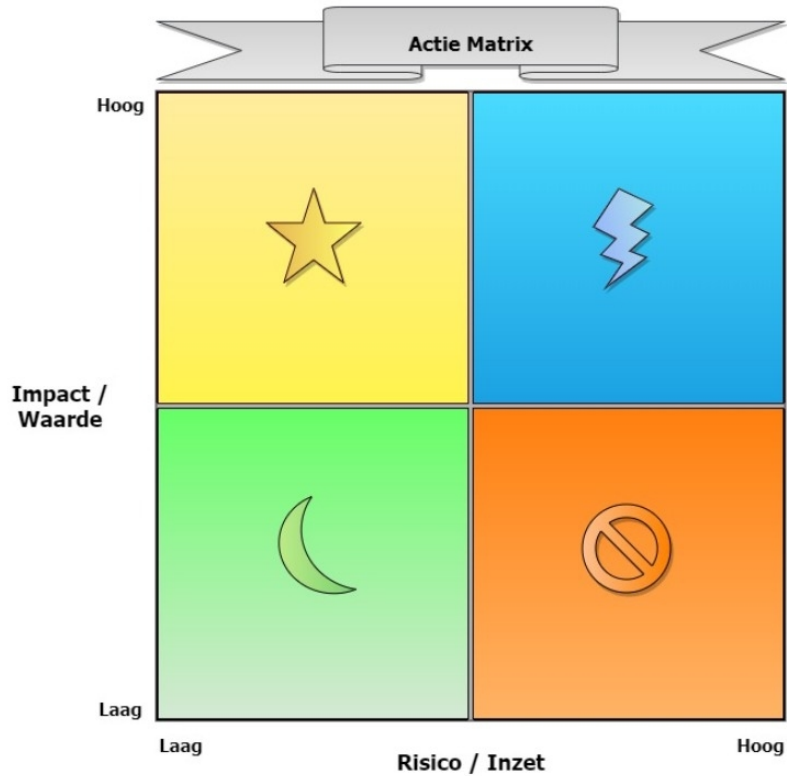 Actie Matrix
Hoog
Impact /
Waarde
Laag
Laag
Hoog
Risico / Inzet